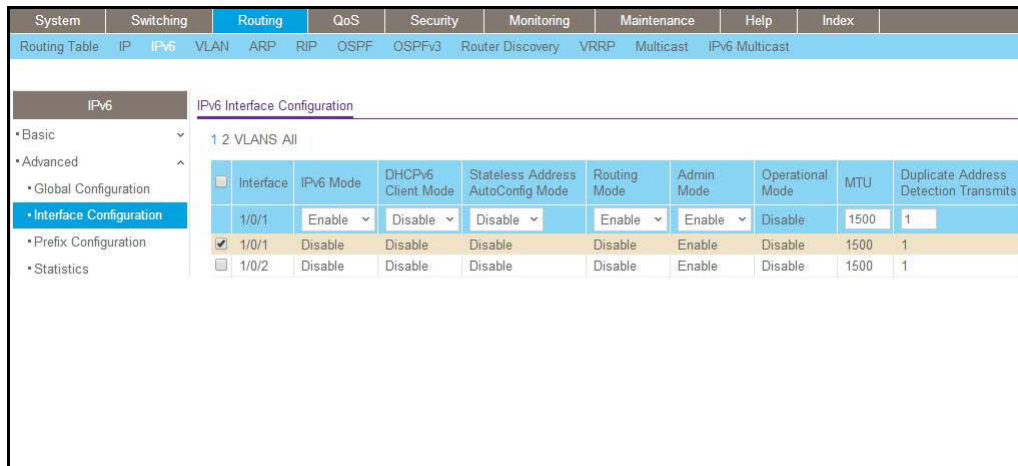 System Switching Routing QoS Security Monitoring Maintenance Help Index
Routing Table IP IPv6 VLAN ARP RIP OSPF OSPFv3 Router Discovery VRRP Multicast IPv6 Multicast
IPv6
Basic
Advanced
Global Configuration
Interface Configuration
Prefix Configuration
Statistics
IPv6 Interface Configuration
1 2 VLANS All
Interface IPv6 Mode DHCPv6 Client Mode Stateless Address AutoConfig Mode Routing Mode Admin Mode Operational Mode MTU Duplicate Address Detection Transmits
1/0/1 Enable Disable Disable Enable Enable Disable 1500 1
1/0/1 Disable Disable Disable Disable Enable Disable 1500 1
1/0/2 Disable Disable Disable Disable Enable Disable 1500 1